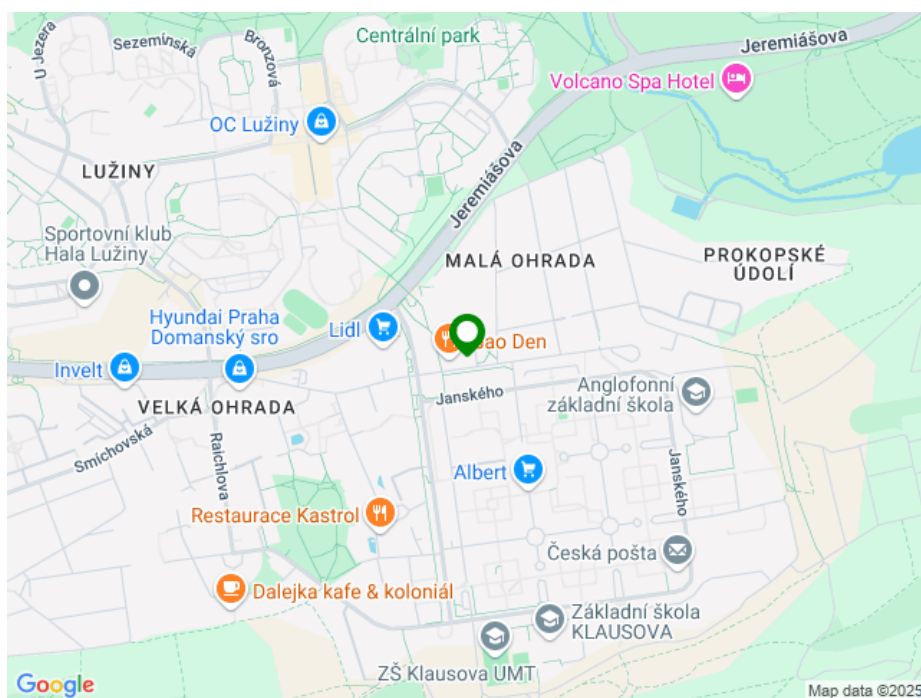 U Jezera
Sezemínská
Bronzová
Centrální park
Jeremiášova
Volcano Spa Hotel
OC Lužiny
LUŽINY
Jeremiášova
Sportovní klub
Hala Lužiny
MALÁ OHRADA
PROKOPSKÉ
ÚDOLÍ
Hyundai Praha
Domanský sro
Lidl
ao Den
Invelt
Janského
Anglofonní
základní škola
VELKÁ OHRADA
Smíchovská
Raichlova
Albert
Janského
Restaurace Kastrol
Česká pošta
Dalejka kafe & koloniál
Základní škola
KLAUSOVA
ZŠ Klausova UMT
Google
Map data ©2025